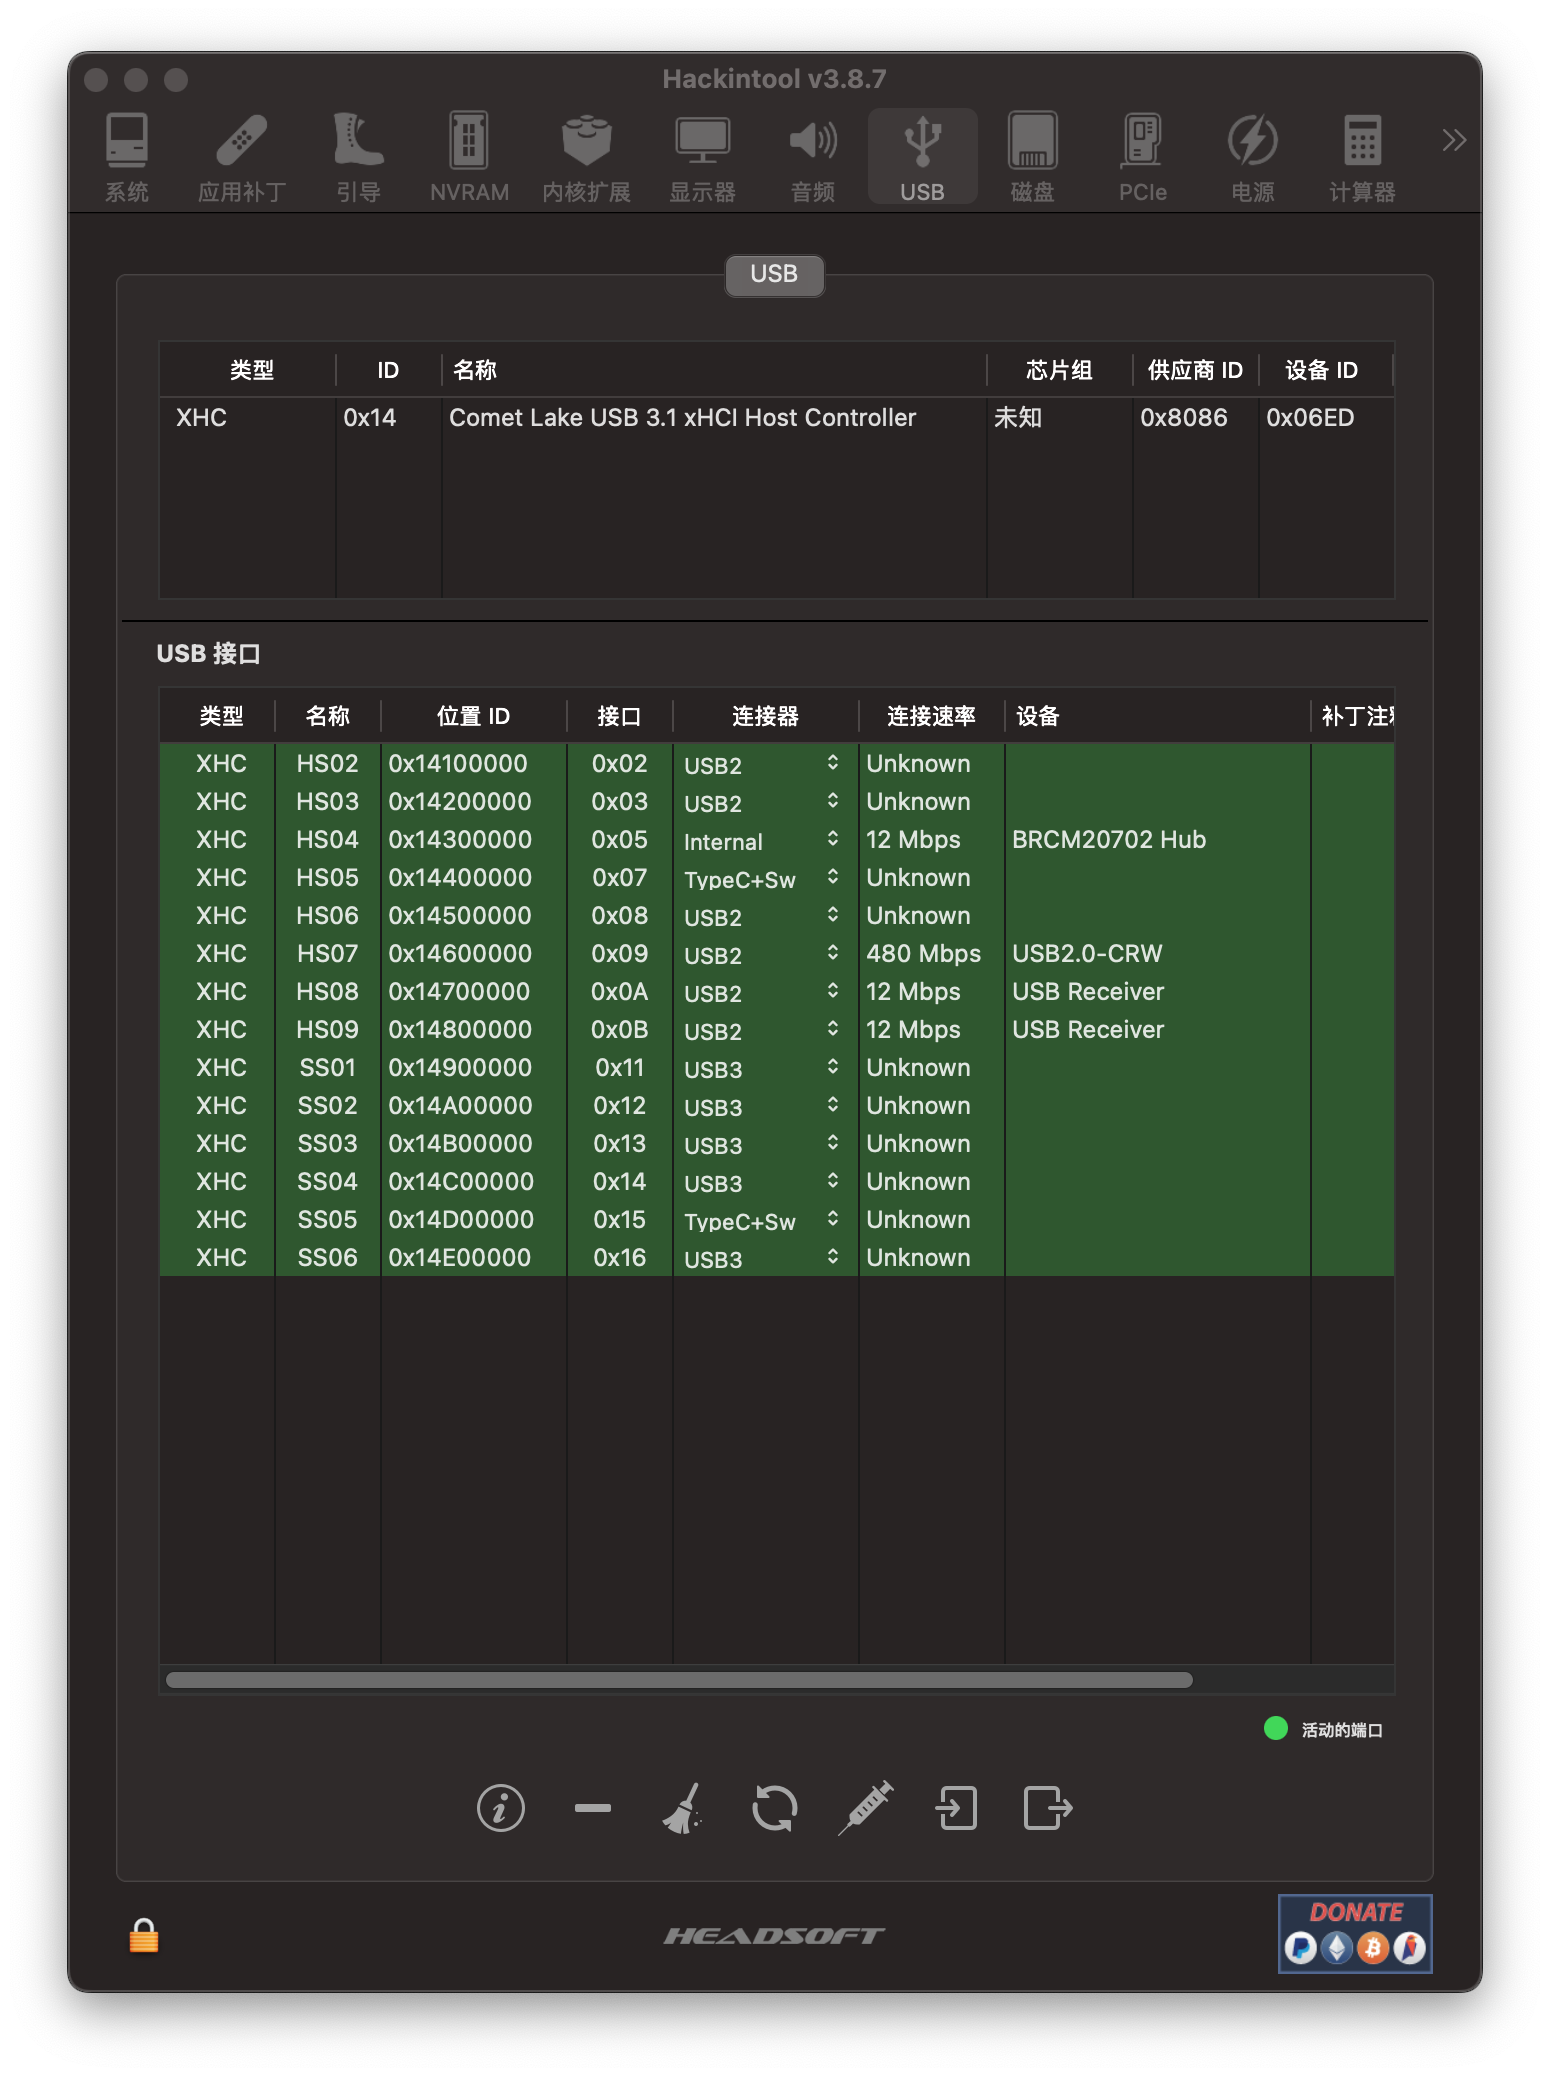 Hackintool v3.8.7
系统 应用补丁 引导 NVRAM 内核扩展 显示器 音频 USB 磁盘 PCIe 电源 计算器
USB
类型 ID 名称 芯片组 供应商 ID 设备 ID
XHC 0x14 Comet Lake USB 3.1 xHCI Host Controller 未知 0x8086 0x06ED
USB 接口
类型 名称 位置 ID 接口 连接器 连接速率 设备 补丁注
XHC HS02 0x14100000 0x02 USB2 Unknown
XHC HS03 0x14200000 0x03 USB2 Unknown
XHC HS04 0x14300000 0x05 Internal 12 Mbps BRCM20702 Hub
XHC HS05 0x14400000 0x07 TypeC+Sw Unknown
XHC HS06 0x14500000 0x08 USB2 Unknown
XHC HS07 0x14600000 0x09 USB2 480 Mbps USB2.0-CRW
XHC HS08 0x14700000 0x0A USB2 12 Mbps USB Receiver
XHC HS09 0x14800000 0x0B USB2 12 Mbps USB Receiver
XHC SS01 0x14900000 0x11 USB3 Unknown
XHC SS02 0x14A00000 0x12 USB3 Unknown
XHC SS03 0x14B00000 0x13 USB3 Unknown
XHC SS04 0x14C00000 0x14 USB3 Unknown
XHC SS05 0x14D00000 0x15 TypeC+Sw Unknown
XHC SS06 0x14E00000 0x16 USB3 Unknown
活动的端口
HEADSOFT
DONATE